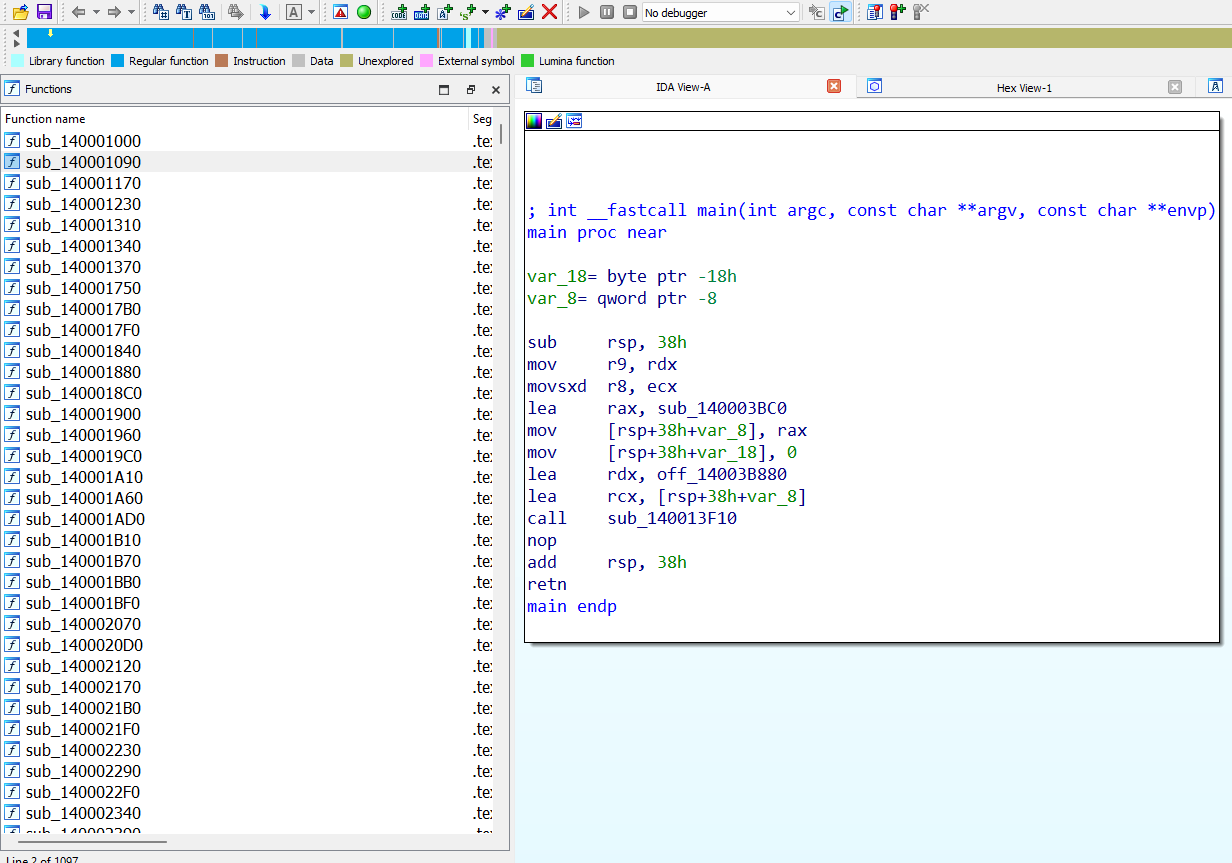 No debugger
Library function Regular function Instruction Data Unexplored External symbol Lumina function
Functions
IDA View-A
Hex View-1
Function name
Seg
sub_140001000 .te
sub_140001090 .te
sub_140001170 .te
sub_140001230 .te
sub_140001310 .te
sub_140001340 .te
sub_140001370 .te
sub_140001750 .te
sub_1400017B0 .te
sub_1400017F0 .te
sub_140001840 .te
sub_140001880 .te
sub_1400018C0 .te
sub_140001900 .te
sub_140001960 .te
sub_1400019C0 .te
sub_140001A10 .te
sub_140001A60 .te
sub_140001AD0 .te
sub_140001B10 .te
sub_140001B70 .te
sub_140001BB0 .te
sub_140001BF0 .te
sub_140002070 .te
sub_1400020D0 .te
sub_140002120 .te
sub_140002170 .te
sub_1400021B0 .te
sub_1400021F0 .te
sub_140002230 .te
sub_140002290 .te
sub_1400022F0 .te
sub_140002340 .te
Line 2 of 1097
; int __fastcall main(int argc, const char **argv, const char **envp)
main proc near
var_18= byte ptr -18h
var_8= qword ptr -8
sub rsp, 38h
mov r9, rdx
movsxd r8, ecx
lea rax, sub_140003BC0
mov [rsp+38h+var_8], rax
mov [rsp+38h+var_18], 0
lea rdx, off_14003B880
lea rcx, [rsp+38h+var_8]
call sub_140013F10
nop
add rsp, 38h
retn
main endp